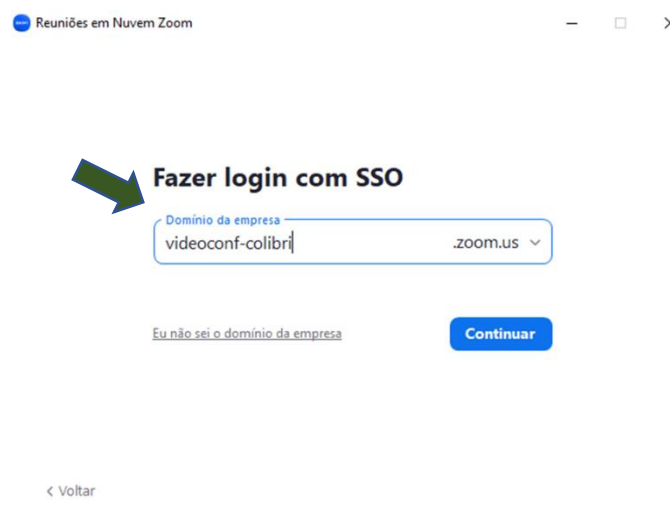 Reuniões em Nuvem Zoom
Fazer login com SSO
Domínio da empresa
videoconf-colibri .zoom.us
Eu não sei o domínio da empresa Continuar
Voltar